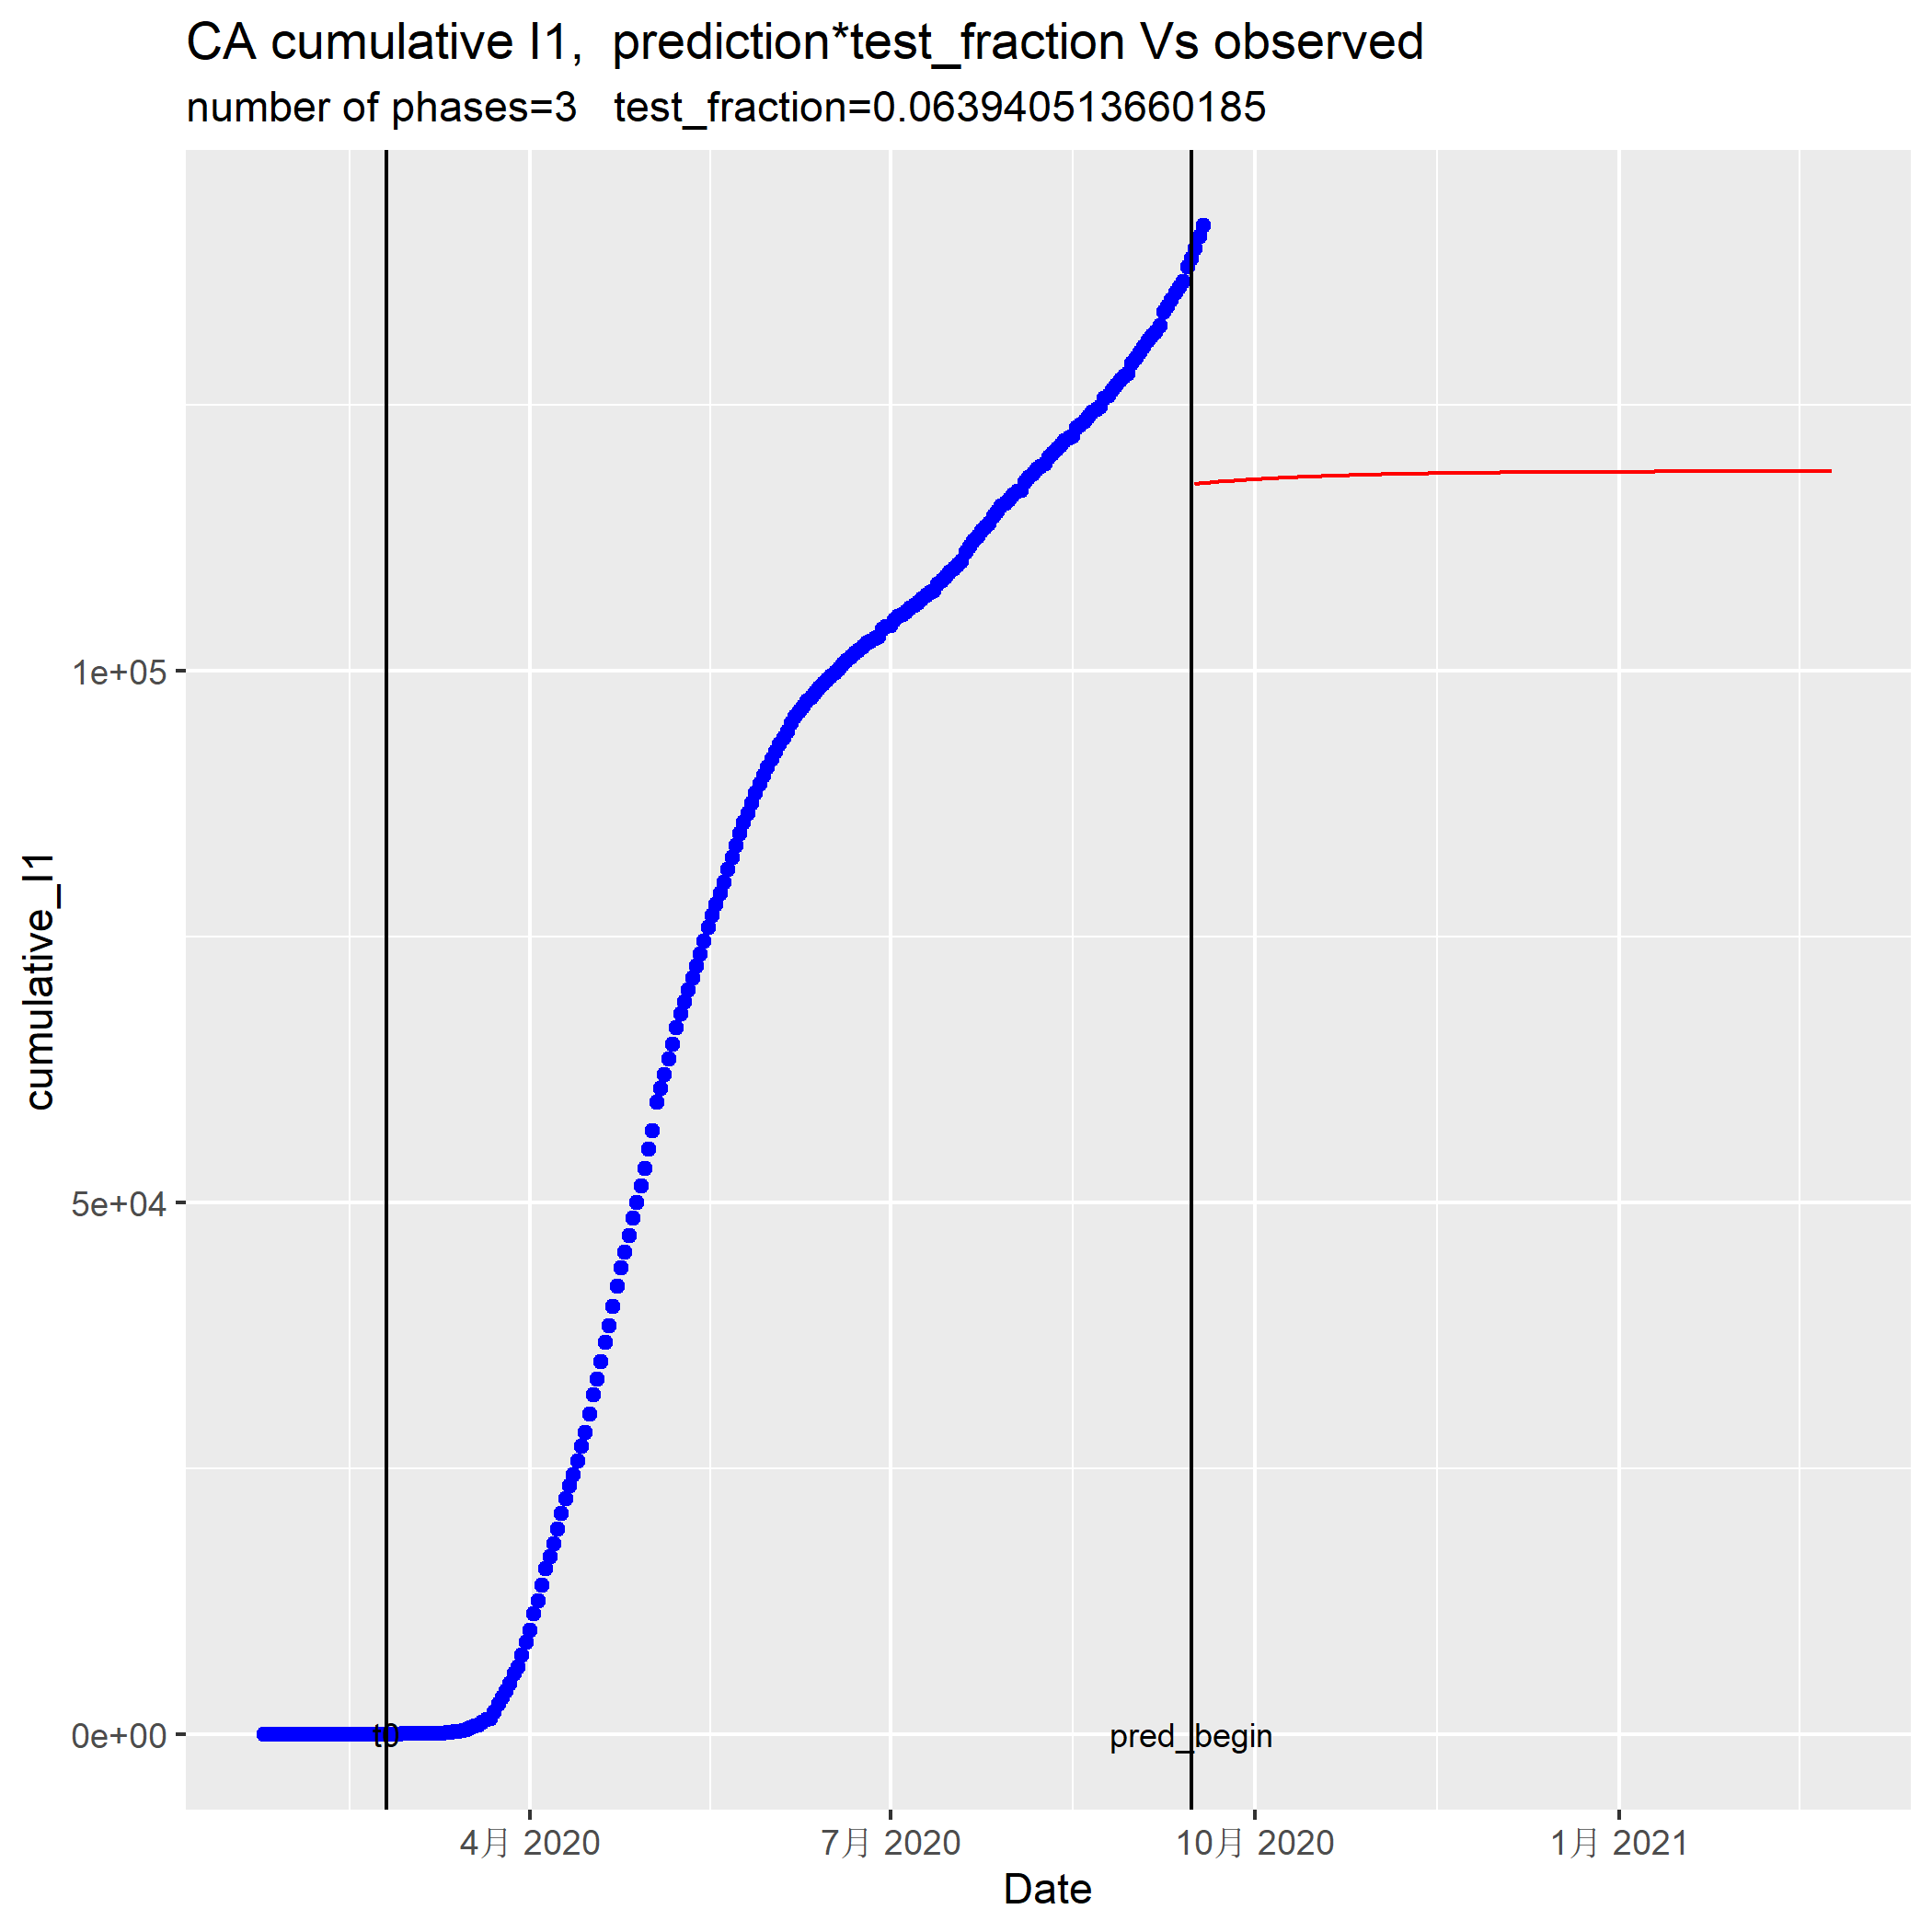 CA cumulative I1,  prediction*test_fraction Vs observed
number of phases=3   test_fraction=0.063940513660185
cumulative_I1
1e+05
5e+04
0e+00
t0
pred_begin
4月 2020
7月 2020
10月 2020
1月 2021
Date